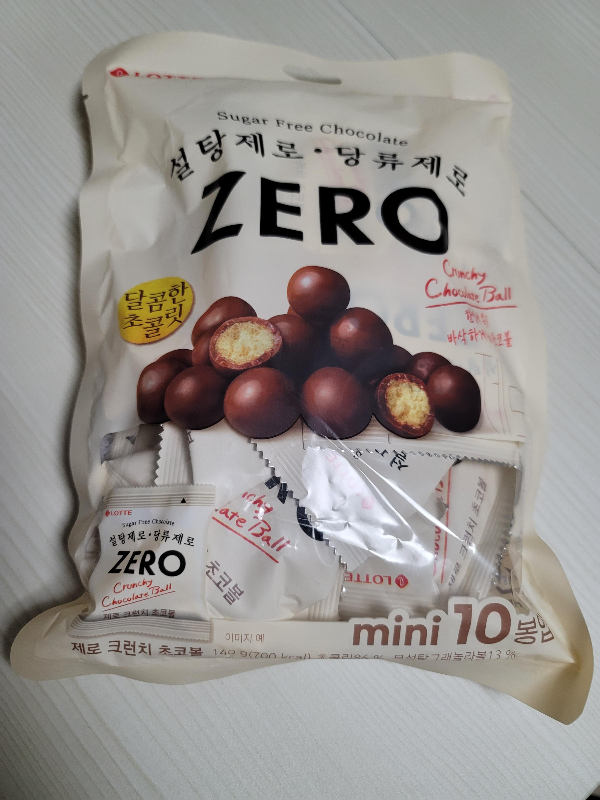 LOTTE
Sugar Free Chocolate
설탕제로·당류제로
ZERO
Crunchy
Chocolate Ball
달콤한
초콜릿
LOTTE
Sugar Free Chocolate
설탕제로·당류제로
ZERO
Crunchy
Chocolate Ball
제로 크런치 초코볼
ate Ball
초코볼
LOTTE
이미지 예
mini 10봉입
제로 크런치 초코볼